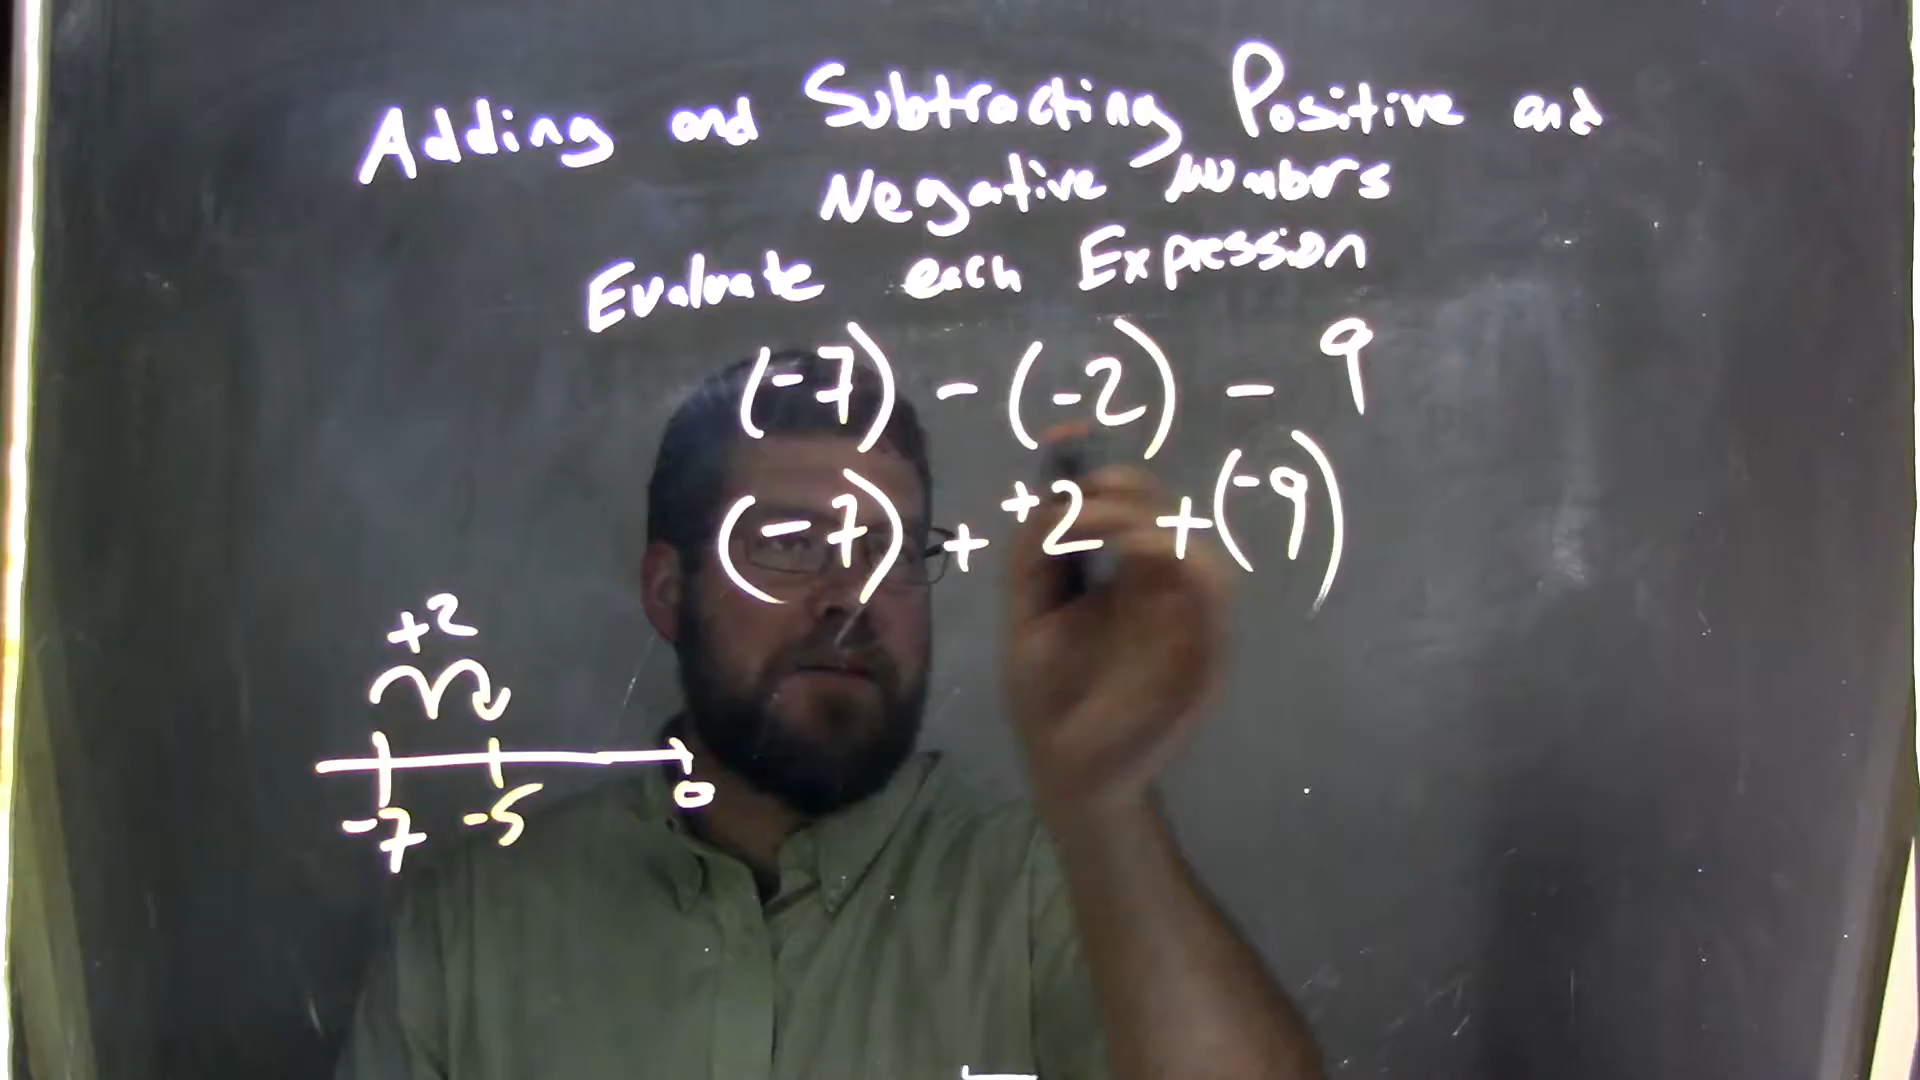 Adding and Subtracting Positive and
Negative Numbers
Evaluate each Expression
(-7) - (-2) - 9
(-7) + +2 + (-9)
+2
-7 -5 0